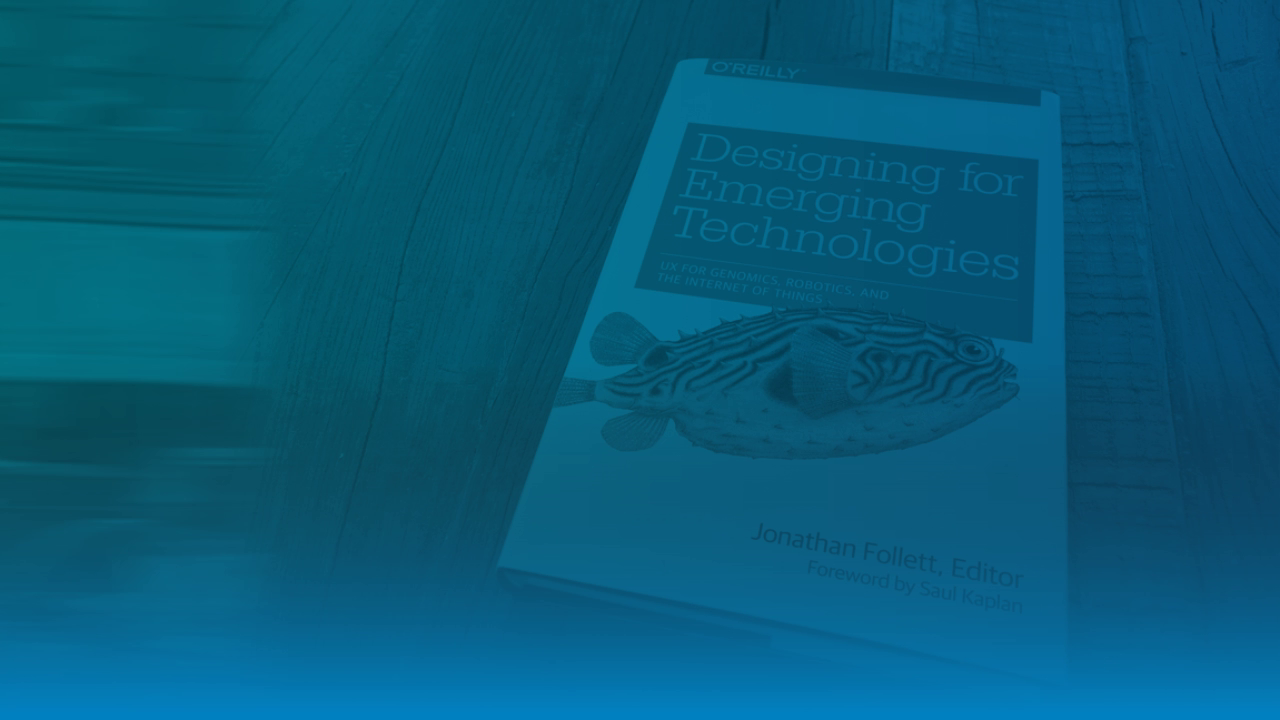 O'REILLY
Designing for
Emerging
Technologies
UX FOR GENOMICS, ROBOTICS, AND
THE INTERNET OF THINGS
Jonathan Follett, Editor
Foreword by Saul Kaplan